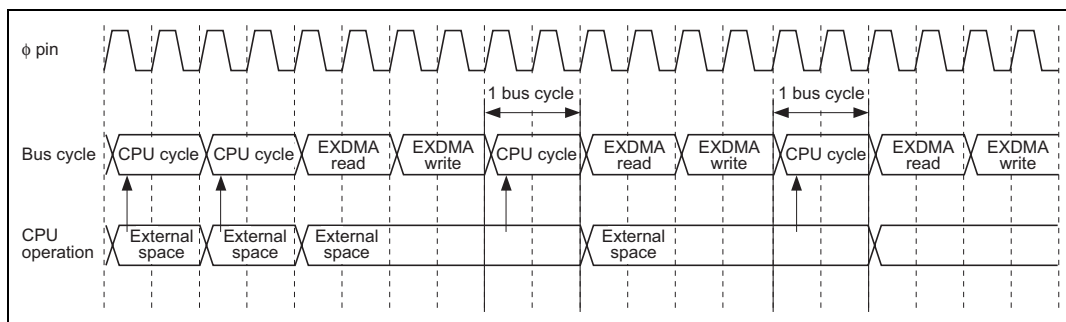 ϕ pin
1 bus cycle 1 bus cycle
Bus cycle CPU cycle CPU cycle EXDMA read EXDMA write CPU cycle EXDMA read EXDMA write CPU cycle EXDMA read EXDMA write
CPU operation External space External space External space External space